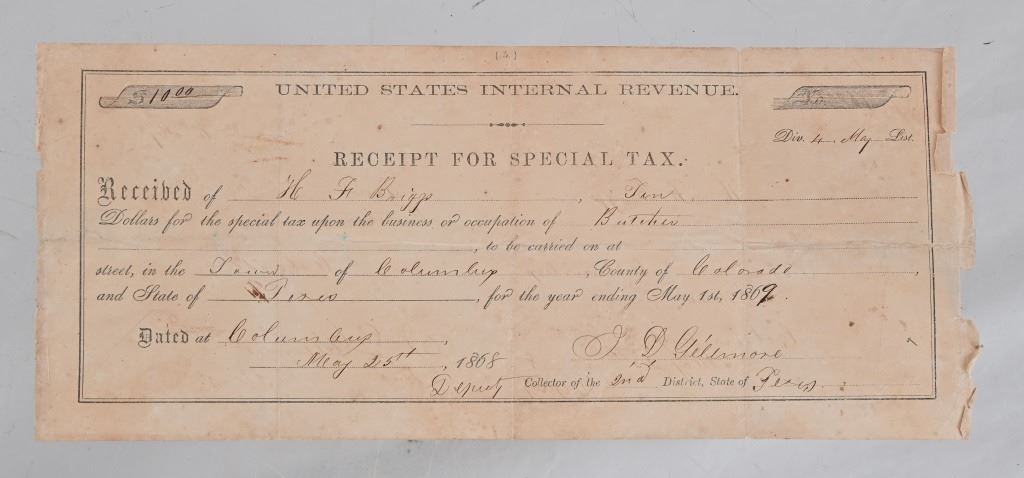 (3)
$10 00 UNITED STATES INTERNAL REVENUE.
Div. 4 May List.
RECEIPT FOR SPECIAL TAX.
Received of H F Briggs, Ten
Dollars for the special tax upon the business or occupation of Butcher
, to be carried on at
street, in the Town of Columbus, County of Colorado,
and State of Texas, for the year ending May 1st, 1869.
Dated at Columbus,
May 25th, 1868
J D Gillmore
Deputy Collector of the 2nd District, State of Texas